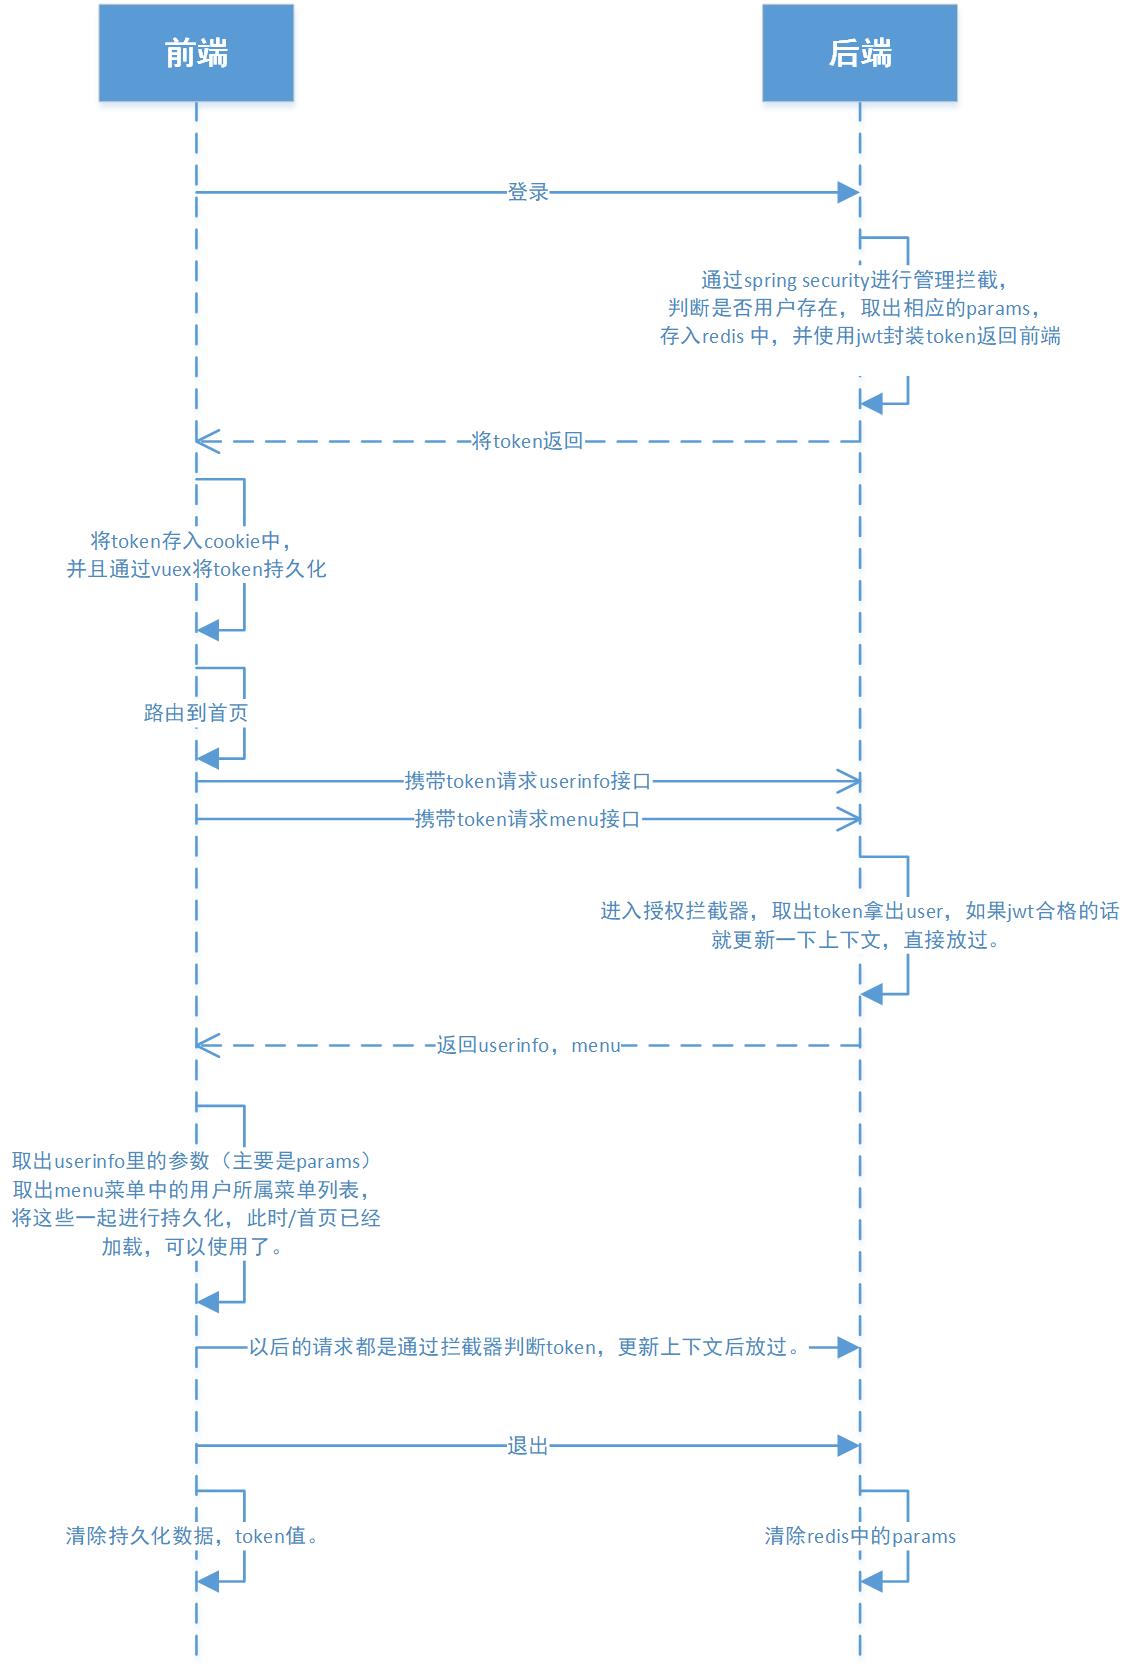 前端
后端
登录
通过spring security进行管理拦截，
判断是否用户存在，取出相应的params，
存入redis 中，并使用jwt封装token返回前端
将token返回
将token存入cookie中，
并且通过vuex将token持久化
路由到首页
携带token请求userinfo接口
携带token请求menu接口
进入授权拦截器，取出token拿出user，如果jwt合格的话
就更新一下上下文，直接放过。
返回userinfo，menu
取出userinfo里的参数（主要是params）
取出menu菜单中的用户所属菜单列表，
将这些一起进行持久化，此时/首页已经
加载，可以使用了。
以后的请求都是通过拦截器判断token，更新上下文后放过。
退出
清除持久化数据，token值。
清除redis中的params